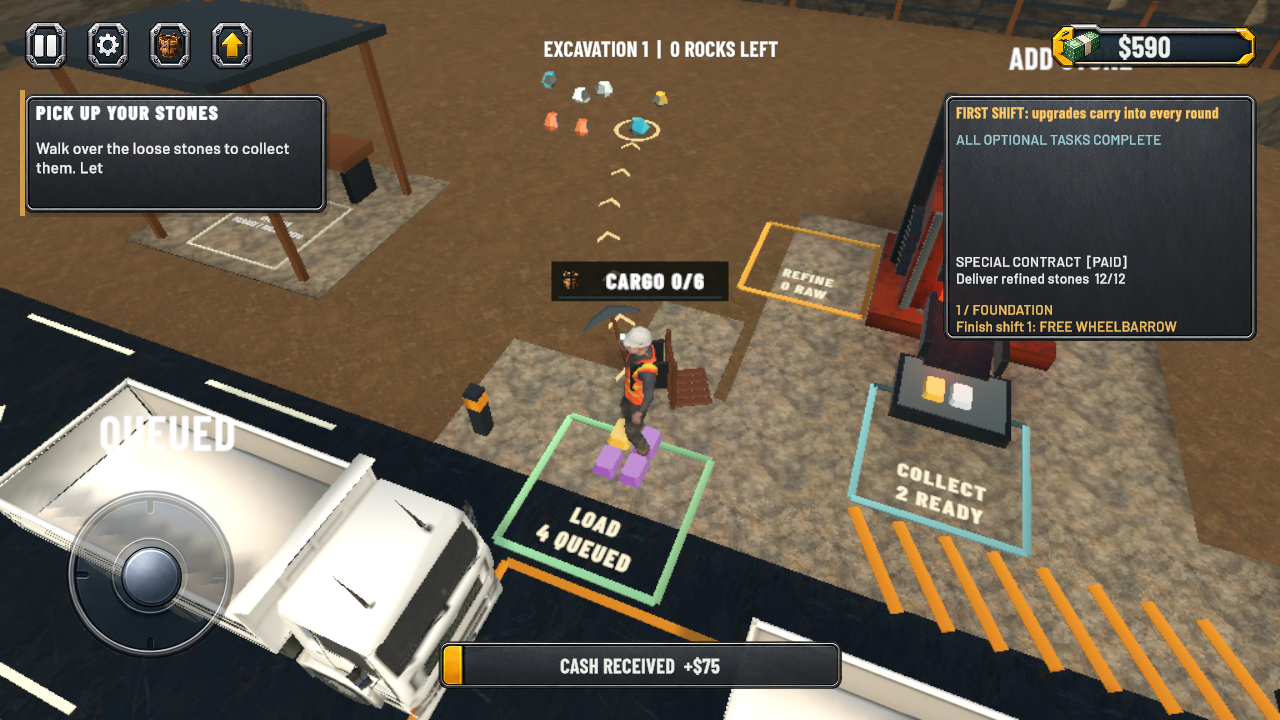 EXCAVATION 1 | 0 ROCKS LEFT
ADD
$590
PICK UP YOUR STONES
Walk over the loose stones to collect
them. Let
FIRST SHIFT: upgrades carry into every round
ALL OPTIONAL TASKS COMPLETE
SPECIAL CONTRACT [PAID]
Deliver refined stones 12/12
1 / FOUNDATION
Finish shift 1: FREE WHEELBARROW
REFINE
0 RAW
CARGO 0/6
QUEUED
COLLECT
2 READY
LOAD
4 QUEUED
CASH RECEIVED +$75